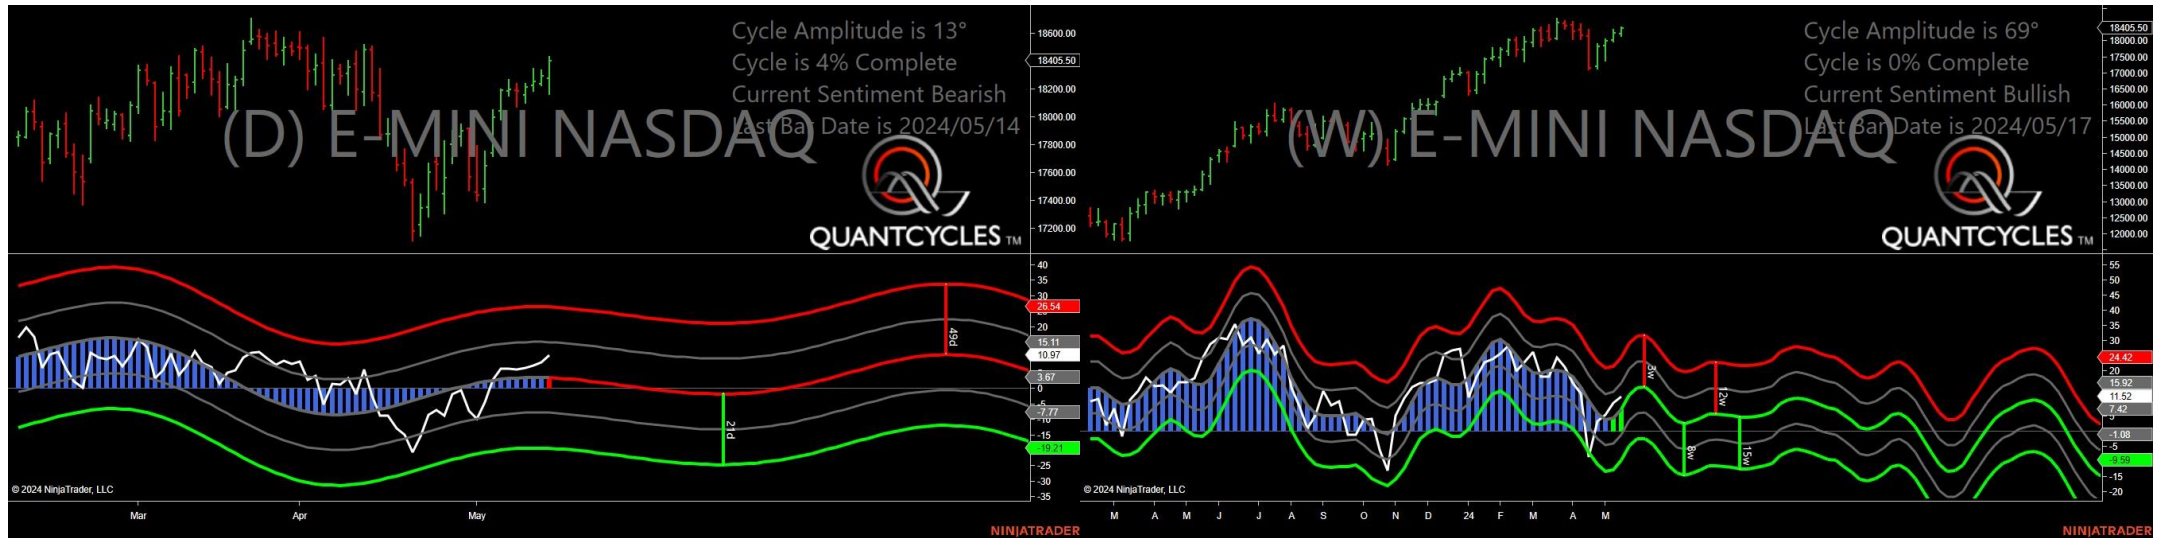 Cycle Amplitude is 13°
Cycle is 4% Complete
Current Sentiment Bearish
Last Bar Date is 2024/05/14
(D) E-MINI NASDAQ
QUANTCYCLES TM
18600.00
18405.50
18200.00
18000.00
17800.00
17600.00
17400.00
17200.00
40
35
30
26.54
20
15.11
10.97
5
3.67
0
-5
-7.77
-10
-15
-19.21
-25
-30
-35
49d
21d
© 2024 NinjaTrader, LLC
Mar
Apr
May
NINJATRADER
Cycle Amplitude is 69°
Cycle is 0% Complete
Current Sentiment Bullish
Last Bar Date is 2024/05/17
(W) E-MINI NASDAQ
QUANTCYCLES TM
18405.50
18000.00
17500.00
17000.00
16500.00
16000.00
15500.00
15000.00
14500.00
14000.00
13500.00
13000.00
12500.00
12000.00
55
50
45
40
35
30
24.42
20
15.92
11.52
7.42
5
-1.08
-5
-9.59
-15
-20
12w
8w
15w
© 2024 NinjaTrader, LLC
M A M J J A S O N D 24 F M A M
NINJATRADER